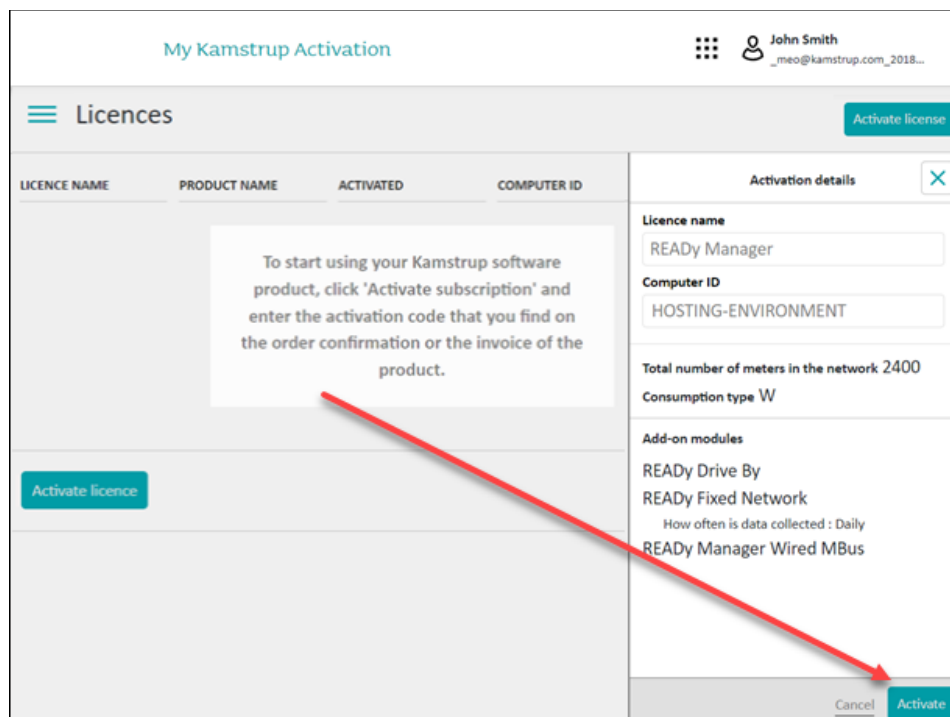 My Kamstrup Activation
John Smith
_meo@kamstrup.com_2018...
Licences
Activate license
LICENCE NAME PRODUCT NAME ACTIVATED COMPUTER ID
To start using your Kamstrup software
product, click 'Activate subscription' and
enter the activation code that you find on
the order confirmation or the invoice of the
product.
Activate licence
Activation details
Licence name
READy Manager
Computer ID
HOSTING-ENVIRONMENT
Total number of meters in the network 2400
Consumption type W
Add-on modules
READy Drive By
READy Fixed Network
How often is data collected : Daily
READy Manager Wired MBus
Cancel Activate